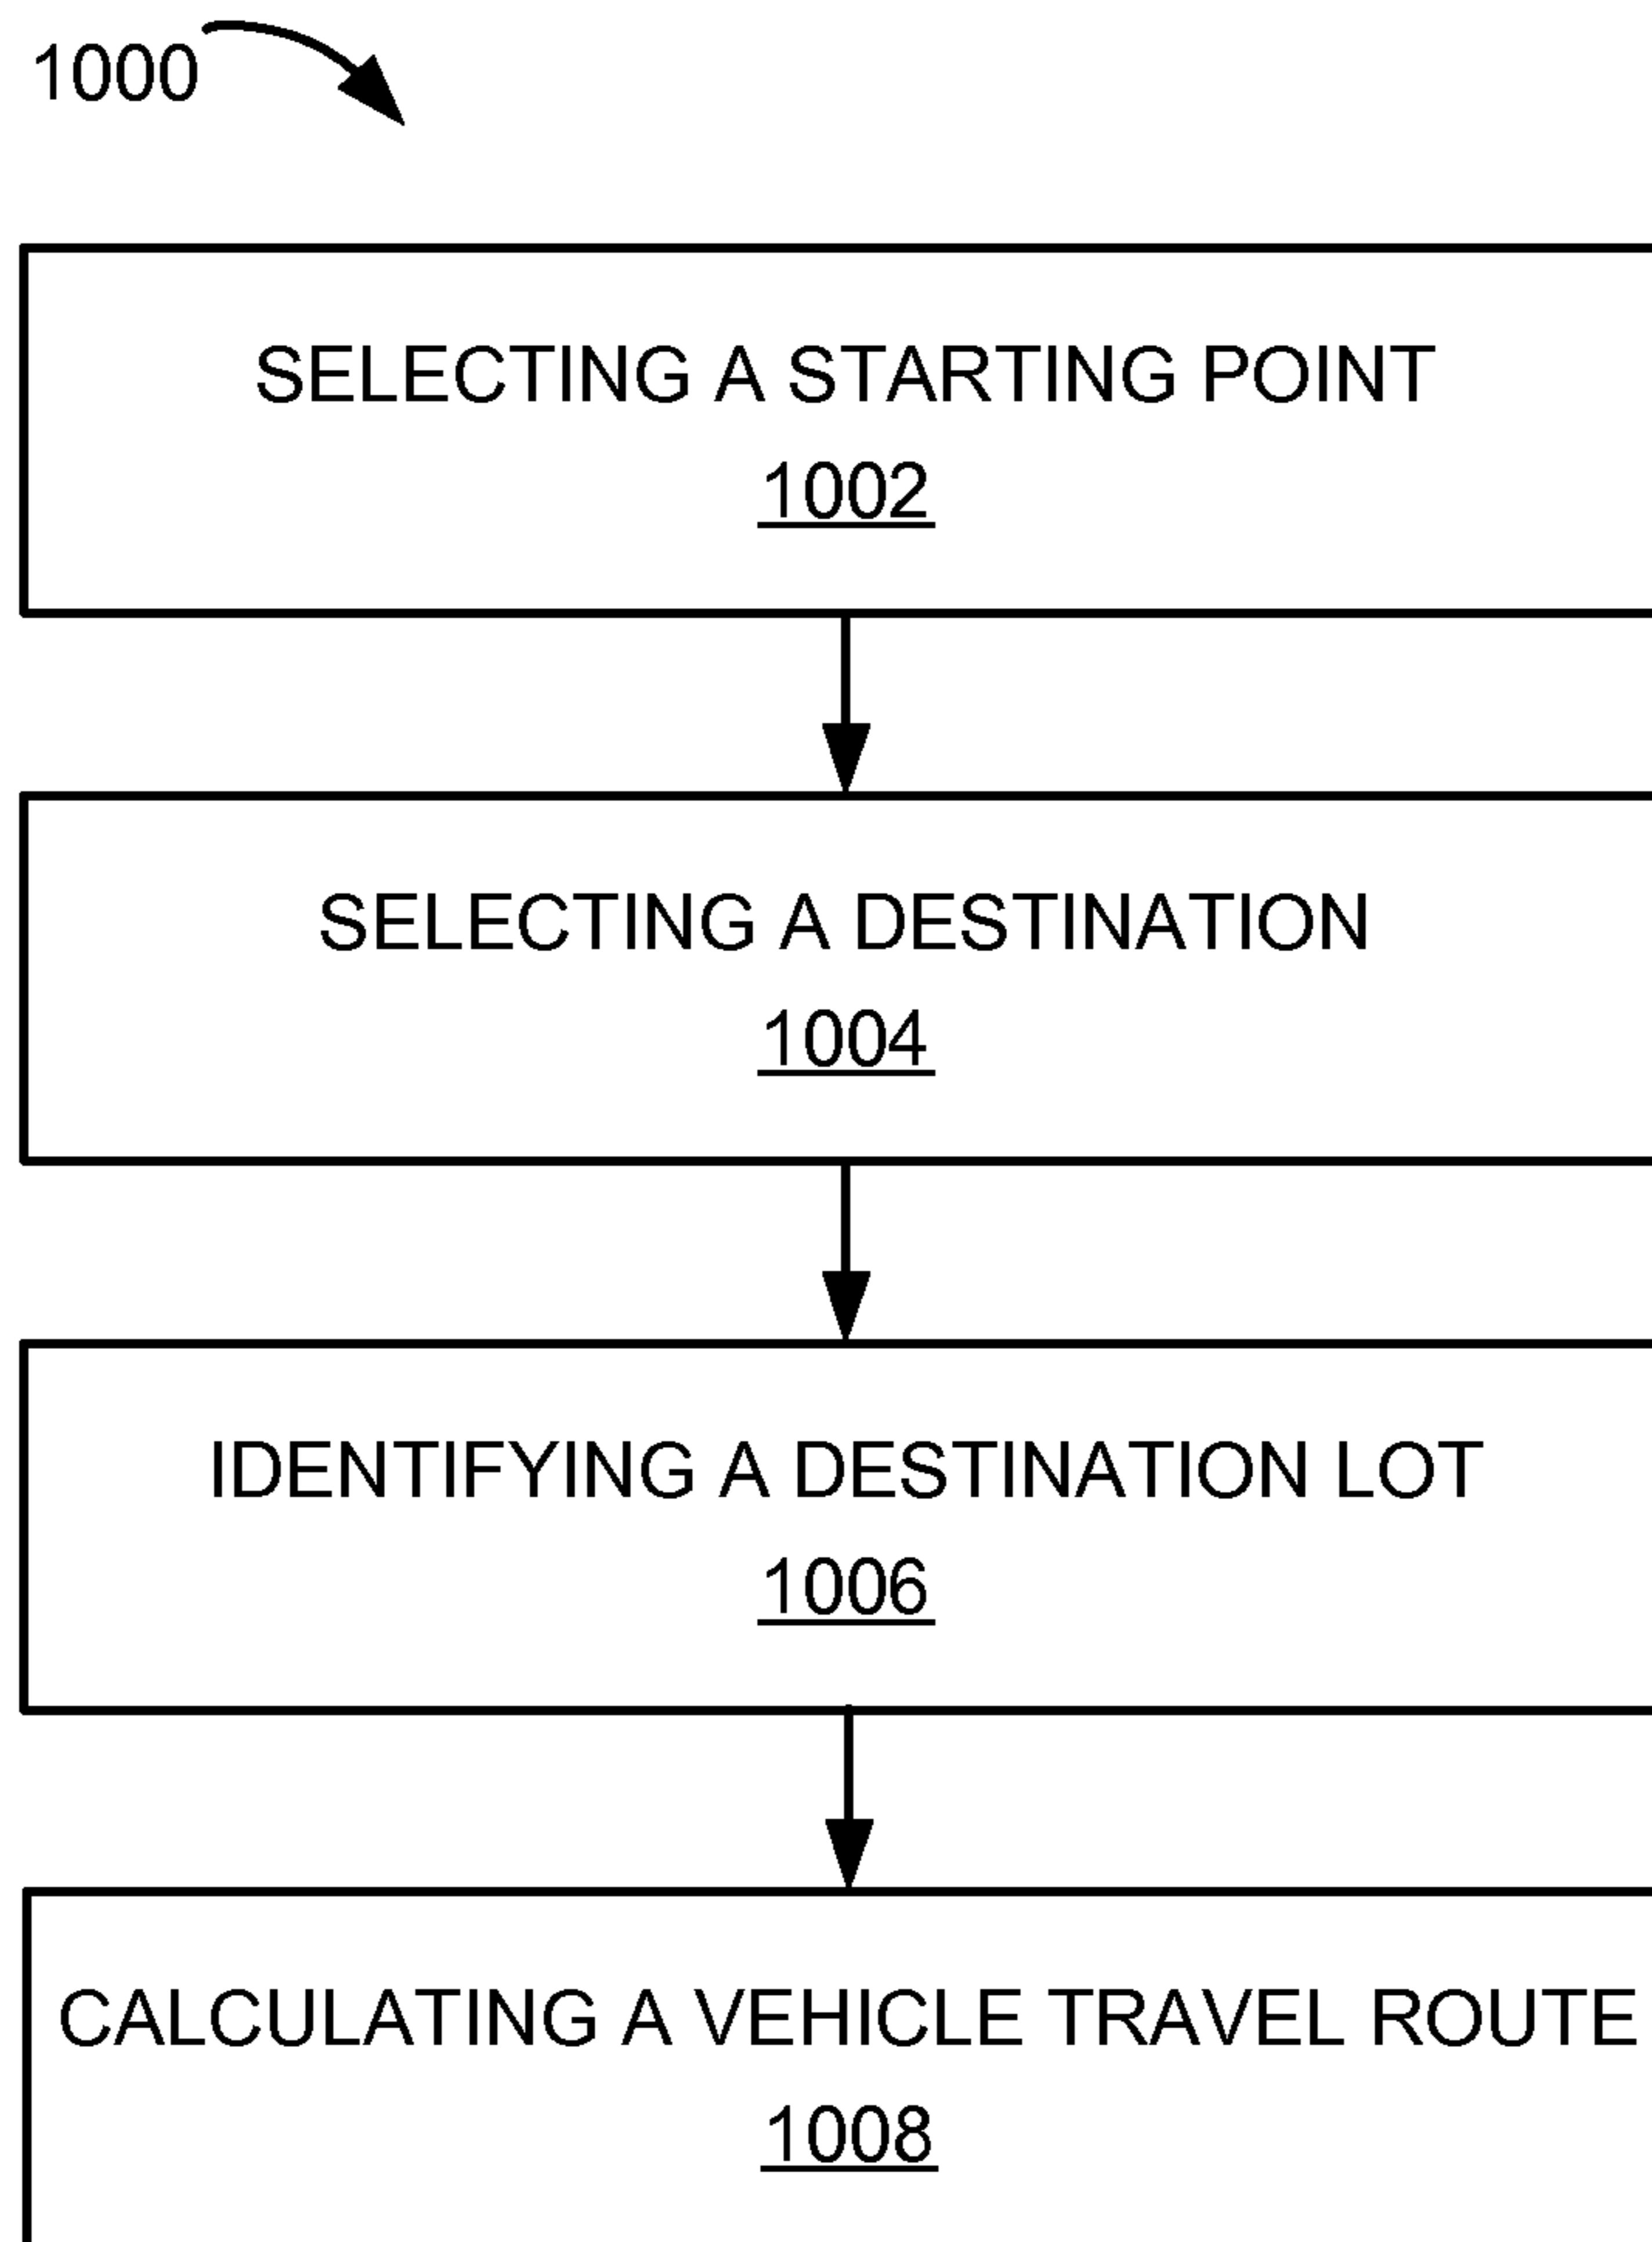 1000
SELECTING A STARTING POINT
1002
SELECTING A DESTINATION
1004
IDENTIFYING A DESTINATION LOT
1006
CALCULATING A VEHICLE TRAVEL ROUTE
1008